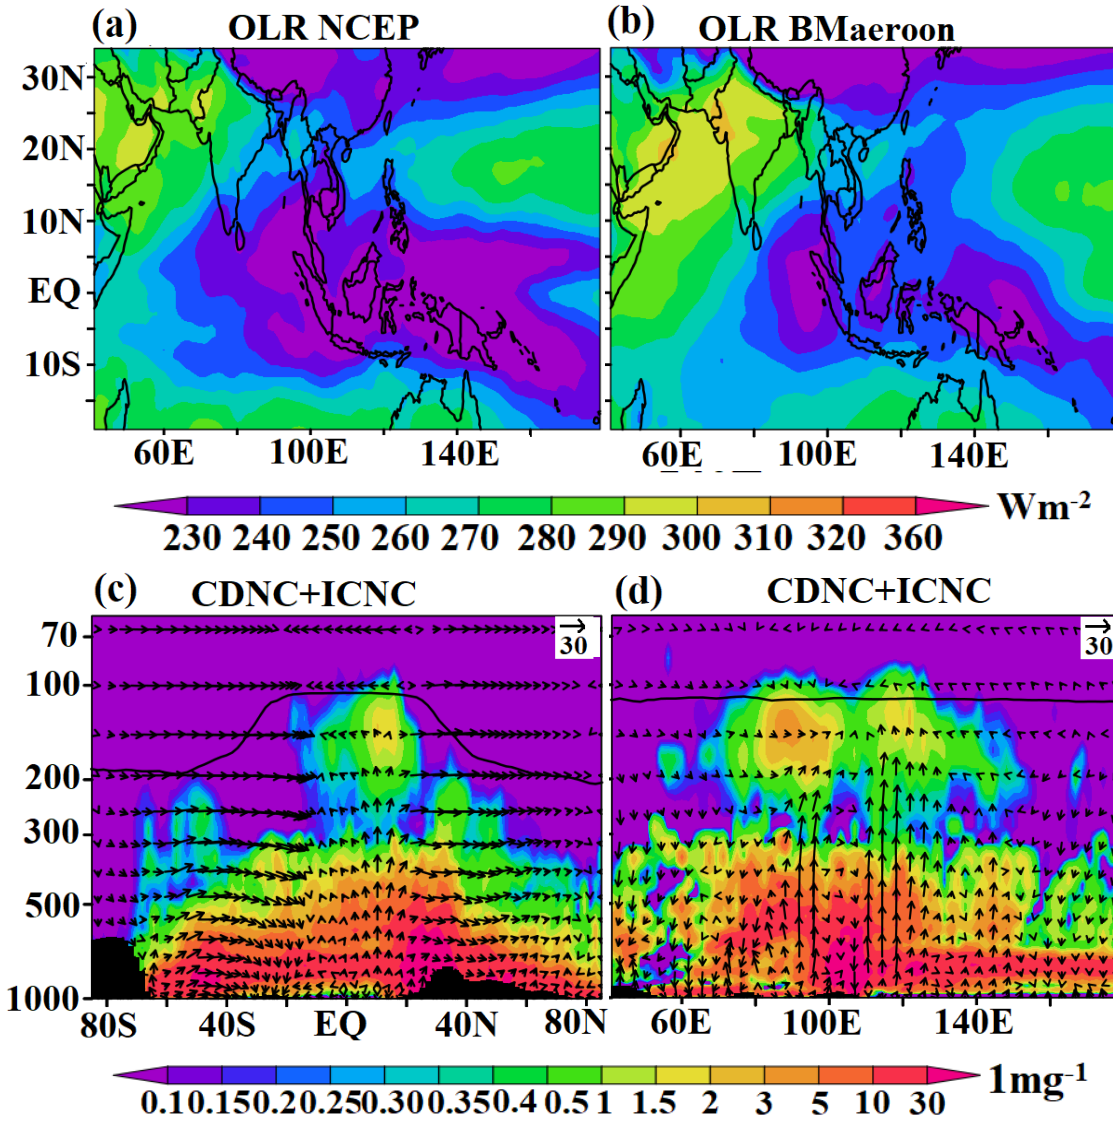 (a) OLR NCEP (b) OLR BMaeroon
30N
20N
10N
EQ
10S
60E 100E 140E 60E 100E 140E
230 240 250 260 270 280 290 300 310 320 360 Wm⁻²
(c) CDNC+ICNC (d) CDNC+ICNC
70
100
200
300
500
1000
30 30
80S 40S EQ 40N 80N 60E 100E 140E
0.1 0.15 0.2 0.25 0.30 0.35 0.4 0.5 1 1.5 2 3 5 10 30 1mg⁻¹